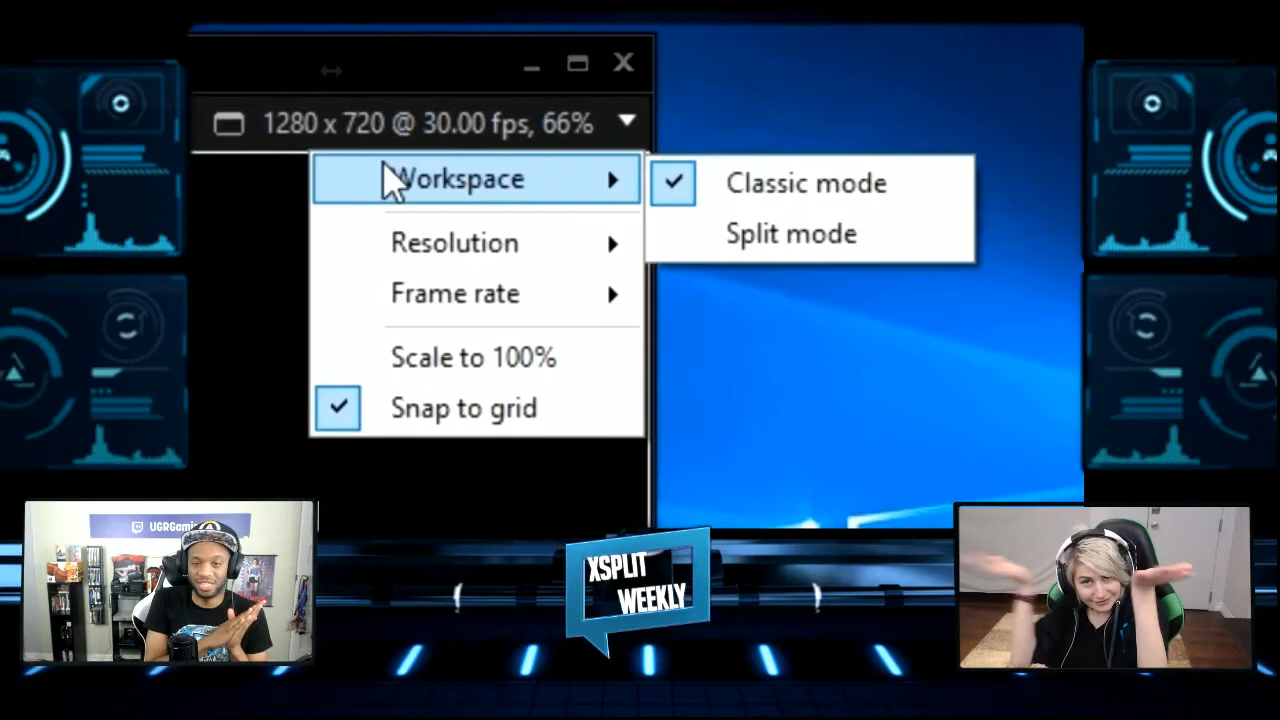 1280 x 720 @ 30.00 fps, 66%
Workspace
Classic mode
Split mode
Resolution
Frame rate
Scale to 100%
Snap to grid
UGRGami
XSPLIT
WEEKLY